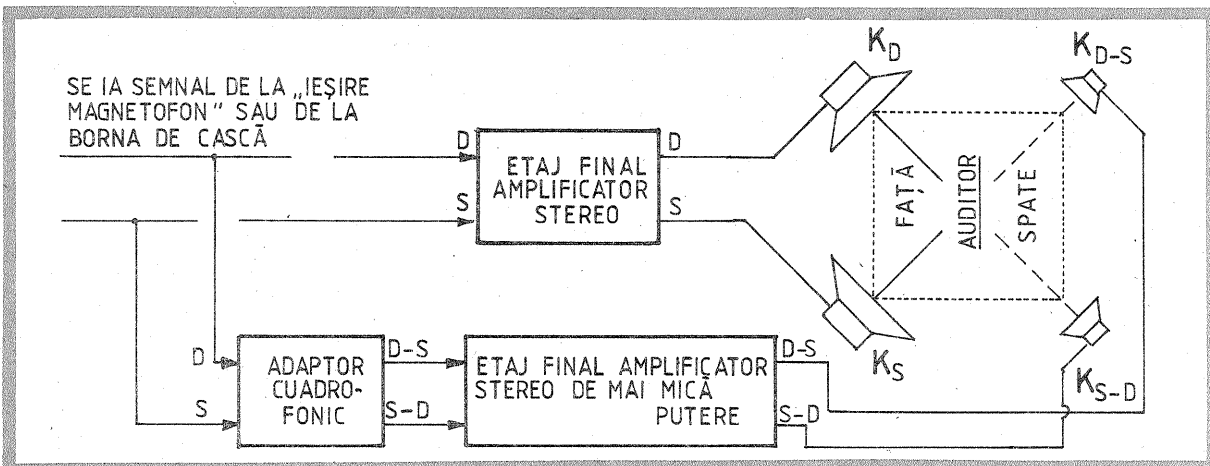 SE IA SEMNAL DE LA „IEȘIRE
MAGNETOFON" SAU DE LA
BORNA DE CASCĂ
D
S
ETAJ FINAL
AMPLIFICATOR
STEREO
D
S
K_D
K_D-S
FAȚĂ
AUDITOR
SPATE
K_S
K_S-D
D
S
ADAPTOR
CUADRO-
FONIC
D-S
S-D
ETAJ FINAL AMPLIFICATOR
STEREO DE MAI MICĂ
PUTERE
D-S
S-D